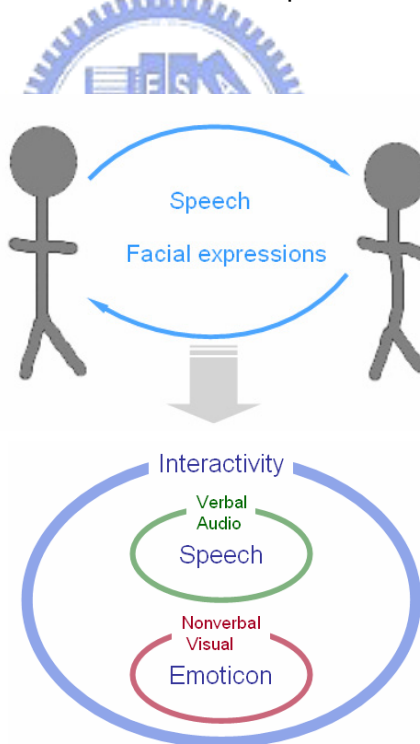 Speech
Facial expressions
Interactivity
Verbal
Audio
Speech
Nonverbal
Visual
Emoticon